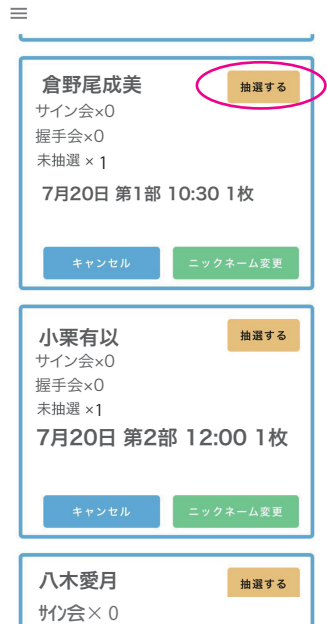 倉野尾成美
抽選する
サイン会×0
握手会×0
未抽選 × 1
7月20日 第1部 10:30 1枚
キャンセル
ニックネーム変更
小栗有以
抽選する
サイン会×0
握手会×0
未抽選 ×1
7月20日 第2部 12:00 1枚
キャンセル
ニックネーム変更
八木愛月
抽選する
サイン会× 0